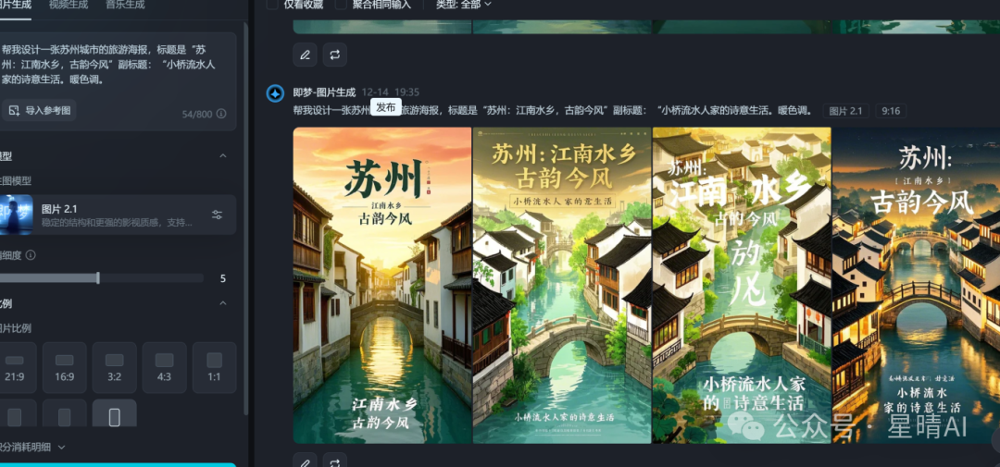 图片生成 视频生成 音乐生成
帮我设计一张苏州城市的旅游海报，标题是“苏
州：江南水乡，古韵今风”副标题：“小桥流水人
家的诗意生活。暖色调。
导入参考图
54/800
模型
生图模型
图片 2.1
稳定的结构和更强的影视质感，支持...
精细度
5
比例
图片比例
21:9 16:9 3:2 4:3 1:1
积分消耗明细
仅看收藏 聚合相同输入 类型: 全部
即梦-图片生成 12-14 19:35
发布
帮我设计一张苏州 旅游海报，标题是“苏州：江南水乡，古韵今风”副标题：“小桥流水人家的诗意生活。暖色调。 图片 2.1 9:16
苏州
江南水乡
古韵今风
江南水乡
古韵今风
苏州：江南水乡
古韵今风
小桥流水人家的意生活
小桥流水人家的诗意生活
苏州：
江南 水乡
古的今风
小桥流水人家
的 诗意生活
苏州：
江南水乡
古韵今风
小桥流水
家的诗意生活
公众号 · 星晴AI